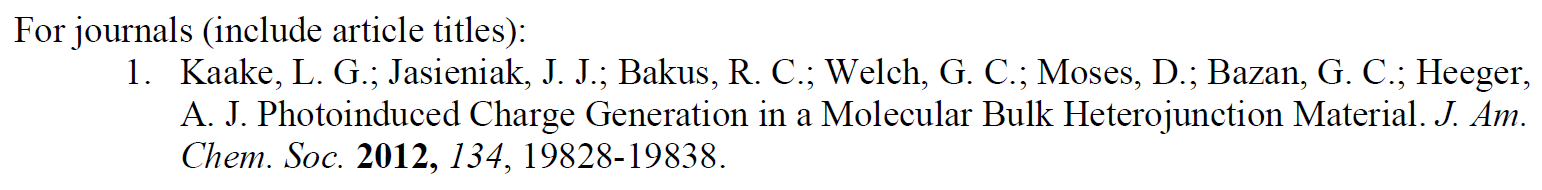 For journals (include article titles):
1. Kaake, L. G.; Jasieniak, J. J.; Bakus, R. C.; Welch, G. C.; Moses, D.; Bazan, G. C.; Heeger,
A. J. Photoinduced Charge Generation in a Molecular Bulk Heterojunction Material. J. Am.
Chem. Soc. 2012, 134, 19828-19838.